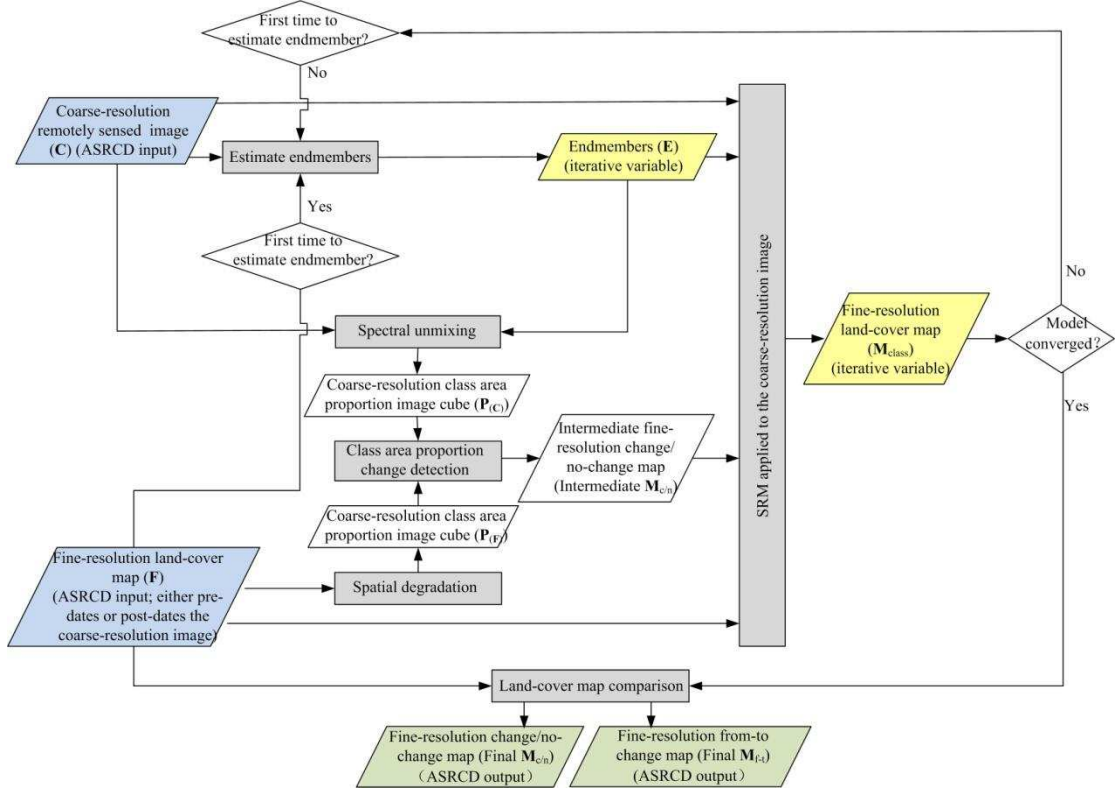 First time to
estimate endmember?
No
Coarse-resolution
remotely sensed image
(C) (ASRCD input)
Estimate endmembers
Endmembers (E)
(iterative variable)
Yes
First time to
estimate endmember?
Spectral unmixing
Coarse-resolution class area
proportion image cube (P(C))
Class area proportion
change detection
Intermediate fine-
resolution change/
no-change map
(Intermediate Mc/n)
Coarse-resolution class area
proportion image cube (P(F))
Spatial degradation
Fine-resolution land-cover
map (F)
(ASRCD input; either pre-
dates or post-dates the
coarse-resolution image)
SRM applied to the coarse-resolution image
Fine-resolution
land-cover map
(Mclass)
(iterative variable)
No
Model
converged?
Yes
Land-cover map comparison
Fine-resolution change/no-
change map (Final Mc/n)
(ASRCD output)
Fine-resolution from-to
change map (Final Mf-t)
(ASRCD output)